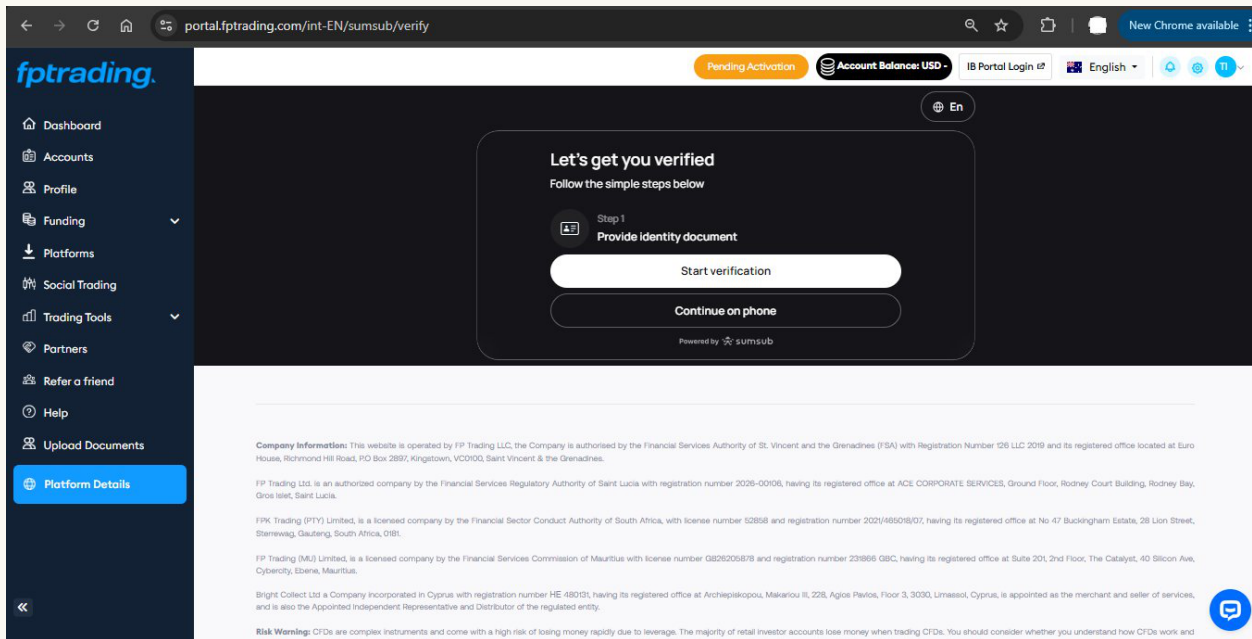 portal.fptrading.com/int-EN/sumsub/verify
New Chrome available
fptrading.
Pending Activation
Account Balance: USD -
IB Portal Login
English
TI
Dashboard
Accounts
Profile
Funding
Platforms
Social Trading
Trading Tools
Partners
Refer a friend
Help
Upload Documents
Platform Details
En
Let's get you verified
Follow the simple steps below
Step 1
Provide identity document
Start verification
Continue on phone
Powered by sumsub
Company Information: This website is operated by FP Trading LLC, the Company is authorised by the Financial Services Authority of St. Vincent and the Grenadines (FSA) with Registration Number 126 LLC 2019 and its registered office located at Euro
House, Richmond Hill Road, P.O Box 2897, Kingstown, VC0100, Saint Vincent & the Grenadines.
FP Trading Ltd. is an authorized company by the Financial Services Regulatory Authority of Saint Lucia with registration number 2026-00106, having its registered office at ACE CORPORATE SERVICES, Ground Floor, Rodney Court Building, Rodney Bay,
Gros Islet, Saint Lucia.
FPK Trading (PTY) Limited, is a licensed company by the Financial Sector Conduct Authority of South Africa, with license number 52858 and registration number 2021/465018/07, having its registered office at No 47 Buckingham Estate, 28 Lion Street,
Sterrewag, Gauteng, South Africa, 0181.
FP Trading (MU) Limited, is a licensed company by the Financial Services Commission of Mauritius with license number GB26205878 and registration number 231866 GBC, having its registered office at Suite 201, 2nd Floor, The Catalyst, 40 Silicon Ave,
Cybercity, Ebene, Mauritius.
Bright Collect Ltd a Company incorporated in Cyprus with registration number HE 480131, having its registered office at Archiepiskopou, Makariou III, 228, Agios Pavlos, Floor 3, 3030, Limassol, Cyprus, is appointed as the merchant and seller of services,
and is also the Appointed Independent Representative and Distributor of the regulated entity.
Risk Warning: CFDs are complex instruments and come with a high risk of losing money rapidly due to leverage. The majority of retail investor accounts lose money when trading CFDs. You should consider whether you understand how CFDs work and